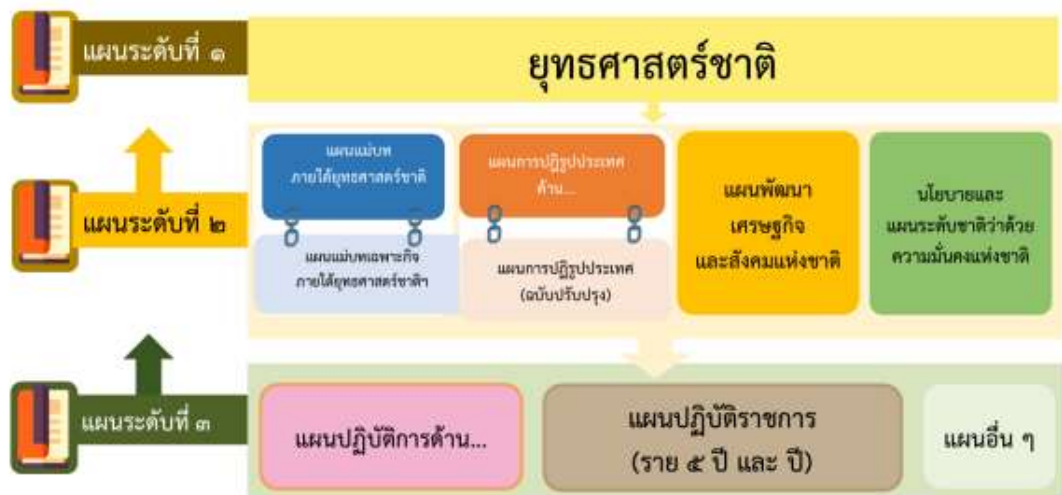 แผนระดับที่ ๑
ยุทธศาสตร์ชาติ
แผนระดับที่ ๒
แผนแม่บท
ภายใต้ยุทธศาสตร์ชาติ
แผนแม่บทเฉพาะกิจ
ภายใต้ยุทธศาสตร์ชาติฯ
แผนการปฏิรูปประเทศ
ด้าน...
แผนการปฏิรูปประเทศ
(ฉบับปรับปรุง)
แผนพัฒนา
เศรษฐกิจ
และสังคมแห่งชาติ
นโยบายและ
แผนระดับชาติว่าด้วย
ความมั่นคงแห่งชาติ
แผนระดับที่ ๓
แผนปฏิบัติการด้าน...
แผนปฏิบัติราชการ
(ราย ๕ ปี และ ปี)
แผนอื่น ๆ